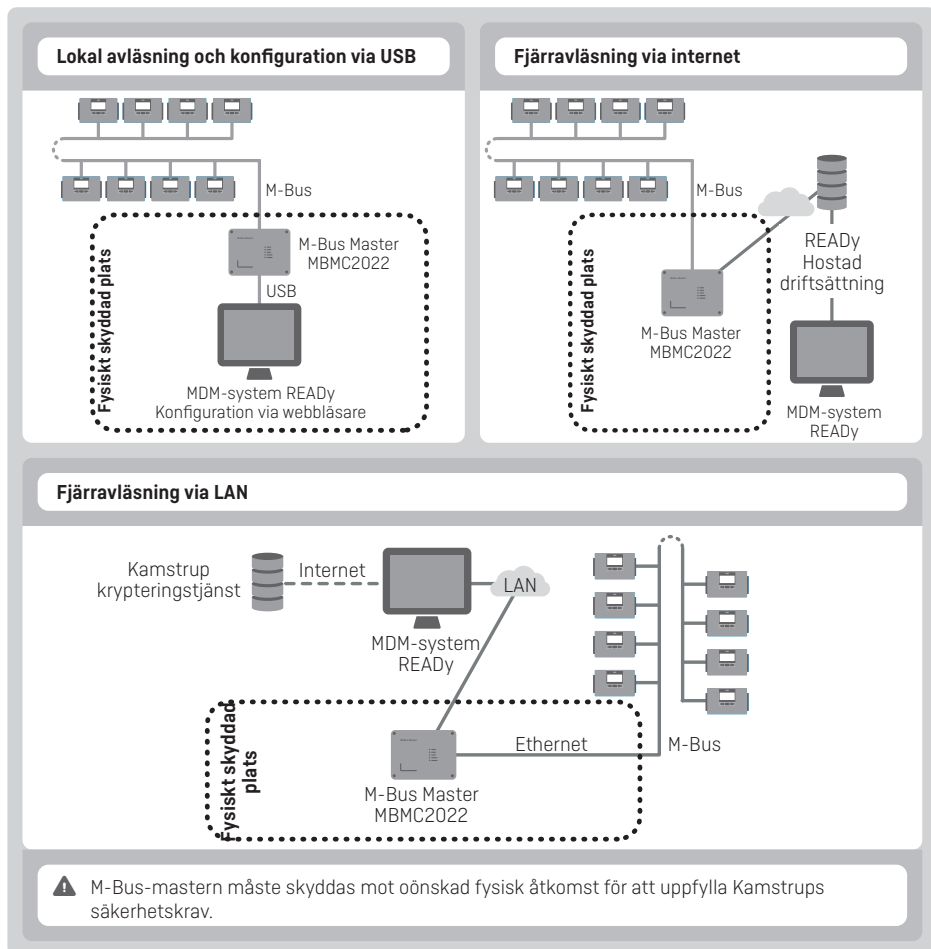 Lokal avläsning och konfiguration via USB
M-Bus
Fysiskt skyddad plats
M-Bus Master
MBMC2022
USB
MDM-system READy
Konfiguration via webbläsare
Fjärravläsning via internet
M-Bus
Fysiskt skyddad plats
M-Bus Master
MBMC2022
READy
Hostad
driftsättning
MDM-system
READy
Fjärravläsning via LAN
Kamstrup
krypteringstjänst
Internet
LAN
MDM-system
READy
Fysiskt skyddad
plats
Ethernet
M-Bus
M-Bus Master
MBMC2022
M-Bus-mastern måste skyddas mot oönskad fysisk åtkomst för att uppfylla Kamstrups
säkerhetskrav.